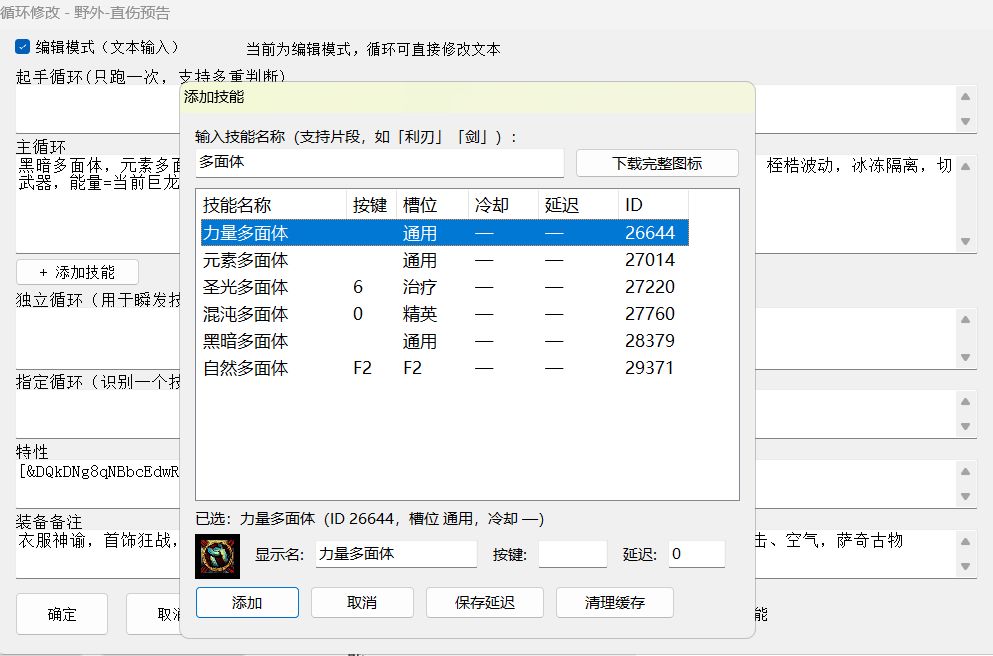 循环修改 - 野外-直伤预告
编辑模式（文本输入）
当前为编辑模式，循环可直接修改文本
起手循环(只跑一次，支持多重判断)
添加技能
输入技能名称（支持片段，如「利刃」「剑」）:
多面体
下载完整图标
主循环
黑暗多面体，元素多面
桎梏波动，冰冻隔离，切
武器，能量=当前巨龙
技能名称 按键 槽位 冷却 延迟 ID
力量多面体 通用 — — 26644
元素多面体 通用 — — 27014
圣光多面体 6 治疗 — — 27220
混沌多面体 0 精英 — — 27760
黑暗多面体 通用 — — 28379
自然多面体 F2 F2 — — 29371
+ 添加技能
独立循环（用于瞬发技
指定循环（识别一个技
特性
[&DQkDNg8qNBbcEdwR
已选：力量多面体（ID 26644，槽位 通用，冷却 —）
装备备注
衣服神谕，首饰狂战，
击、空气，萨奇古物
显示名: 力量多面体 按键: 延迟: 0
添加 取消 保存延迟 清理缓存
确定 取消
能